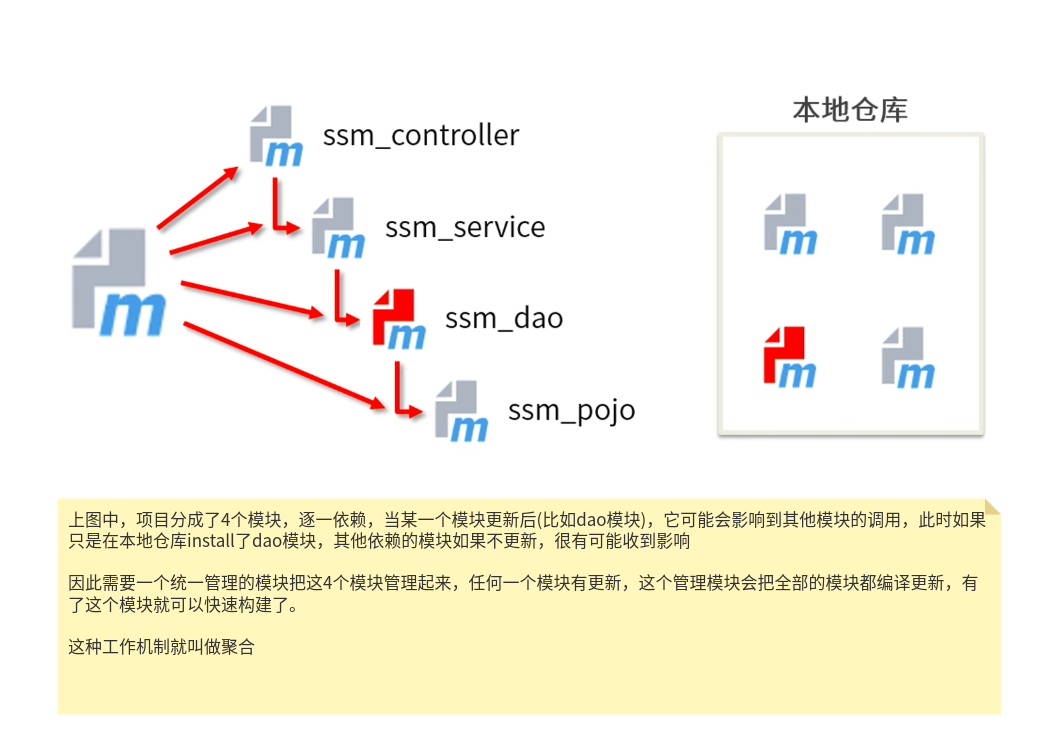 本地仓库
ssm_controller
ssm_service
ssm_dao
ssm_pojo
m
m
m
m
m
m
m
m
m
上图中，项目分成了4个模块，逐一依赖，当某一个模块更新后(比如dao模块)，它可能会影响到其他模块的调用，此时如果
只是在本地仓库install了dao模块，其他依赖的模块如果不更新，很有可能收到影响
因此需要一个统一管理的模块把这4个模块管理起来，任何一个模块有更新，这个管理模块会把全部的模块都编译更新，有
了这个模块就可以快速构建了。
这种工作机制就叫做聚合